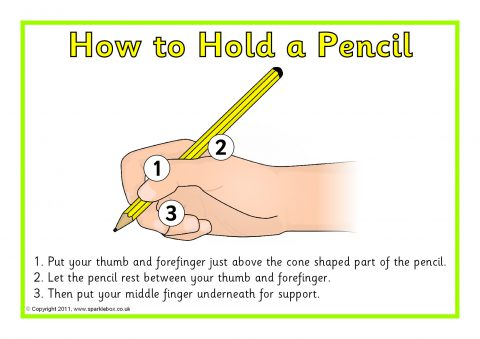 How to Hold a Pencil
2
1
3
1. Put your thumb and forefinger just above the cone shaped part of the pencil.
2. Let the pencil rest between your thumb and forefinger.
3. Then put your middle finger underneath for support.
© Copyright 2011, www.sparklebox.co.uk